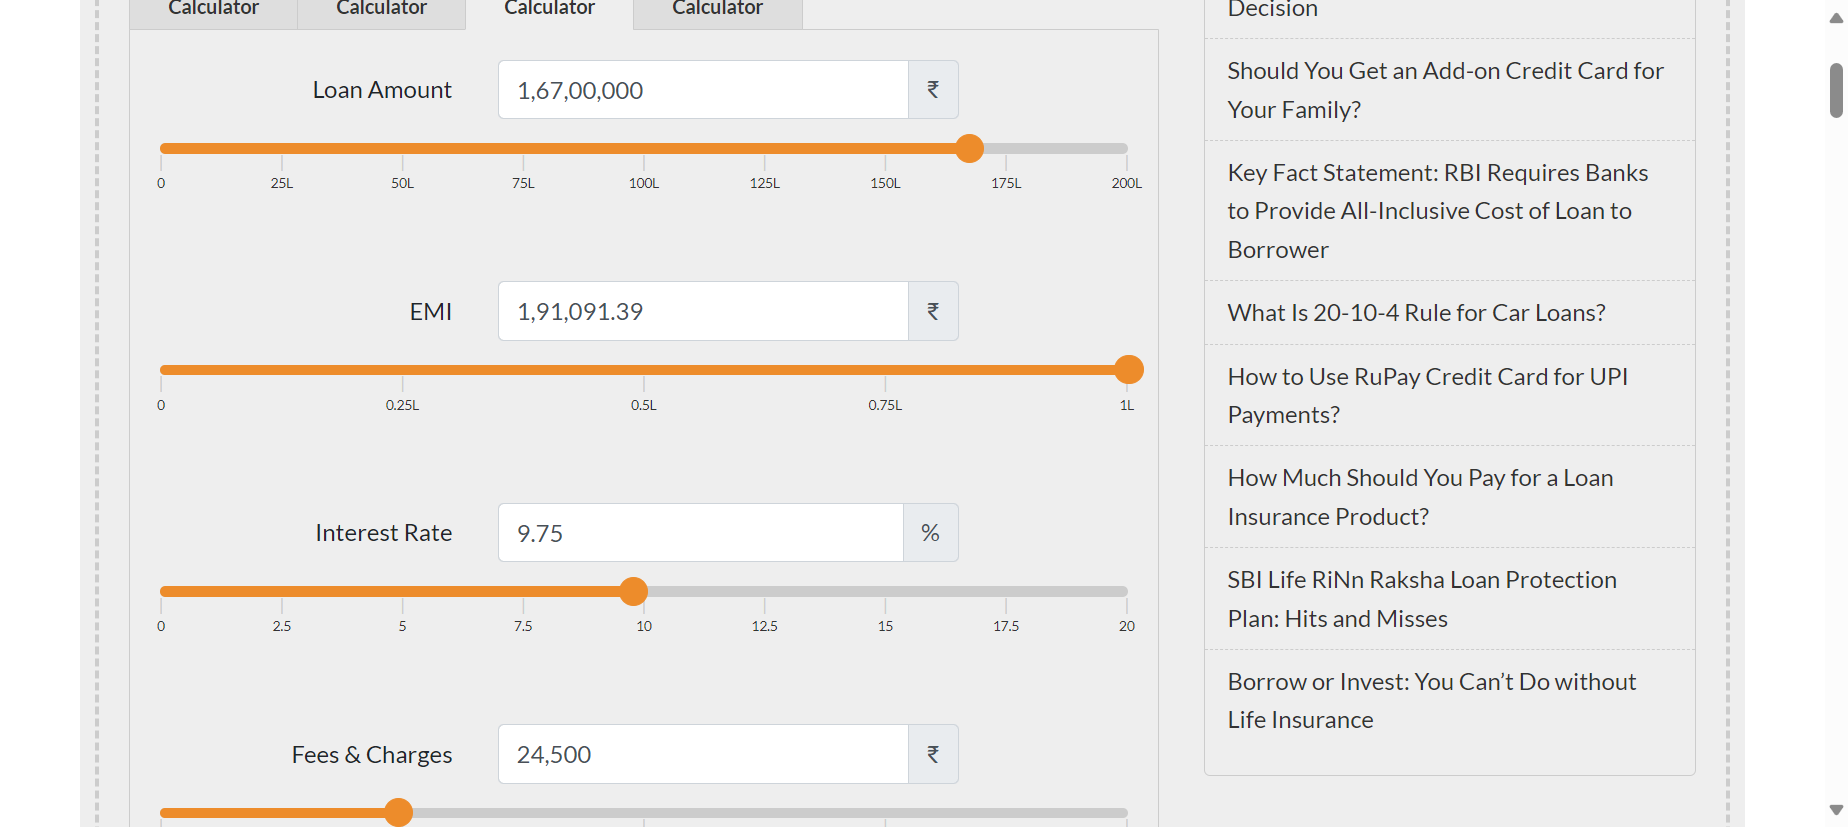 Calculator
Calculator
Calculator
Calculator
Loan Amount
1,67,00,000
₹
0
25L
50L
75L
100L
125L
150L
175L
200L
EMI
1,91,091.39
₹
0
0.25L
0.5L
0.75L
1L
Interest Rate
9.75
%
0
2.5
5
7.5
10
12.5
15
17.5
20
Fees & Charges
24,500
₹
Decision
Should You Get an Add-on Credit Card for
Your Family?
Key Fact Statement: RBI Requires Banks
to Provide All-Inclusive Cost of Loan to
Borrower
What Is 20-10-4 Rule for Car Loans?
How to Use RuPay Credit Card for UPI
Payments?
How Much Should You Pay for a Loan
Insurance Product?
SBI Life RiNn Raksha Loan Protection
Plan: Hits and Misses
Borrow or Invest: You Can’t Do without
Life Insurance